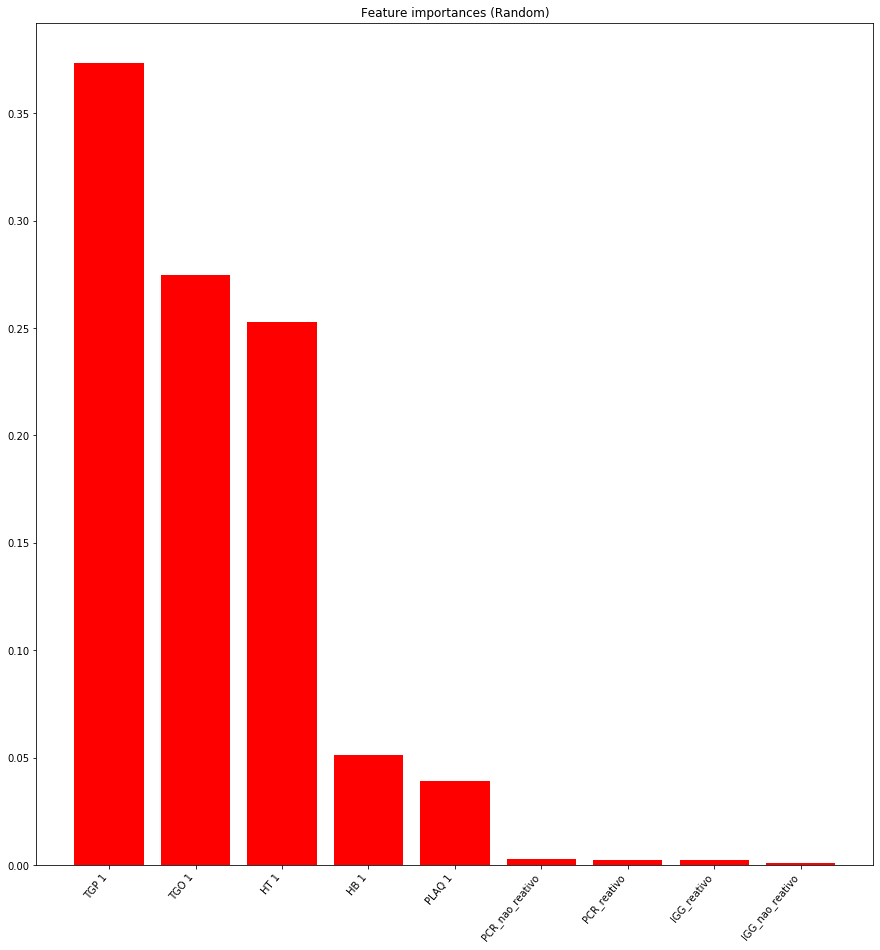 Feature importances (Random)
0.35
0.30
0.25
0.20
0.15
0.10
0.05
0.00
TGP 1
TGO 1
HT 1
HB 1
PLAQ 1
PCR_nao_reativo
PCR_reativo
IGG_reativo
IGG_nao_reativo